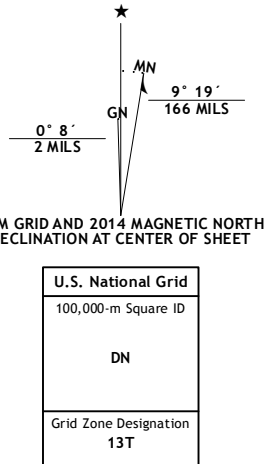 MN
GN
9° 19´
166 MILS
0° 8´
2 MILS
M GRID AND 2014 MAGNETIC NORTH
ECLINATION AT CENTER OF SHEET
U.S. National Grid
100,000-m Square ID
DN
Grid Zone Designation
13T